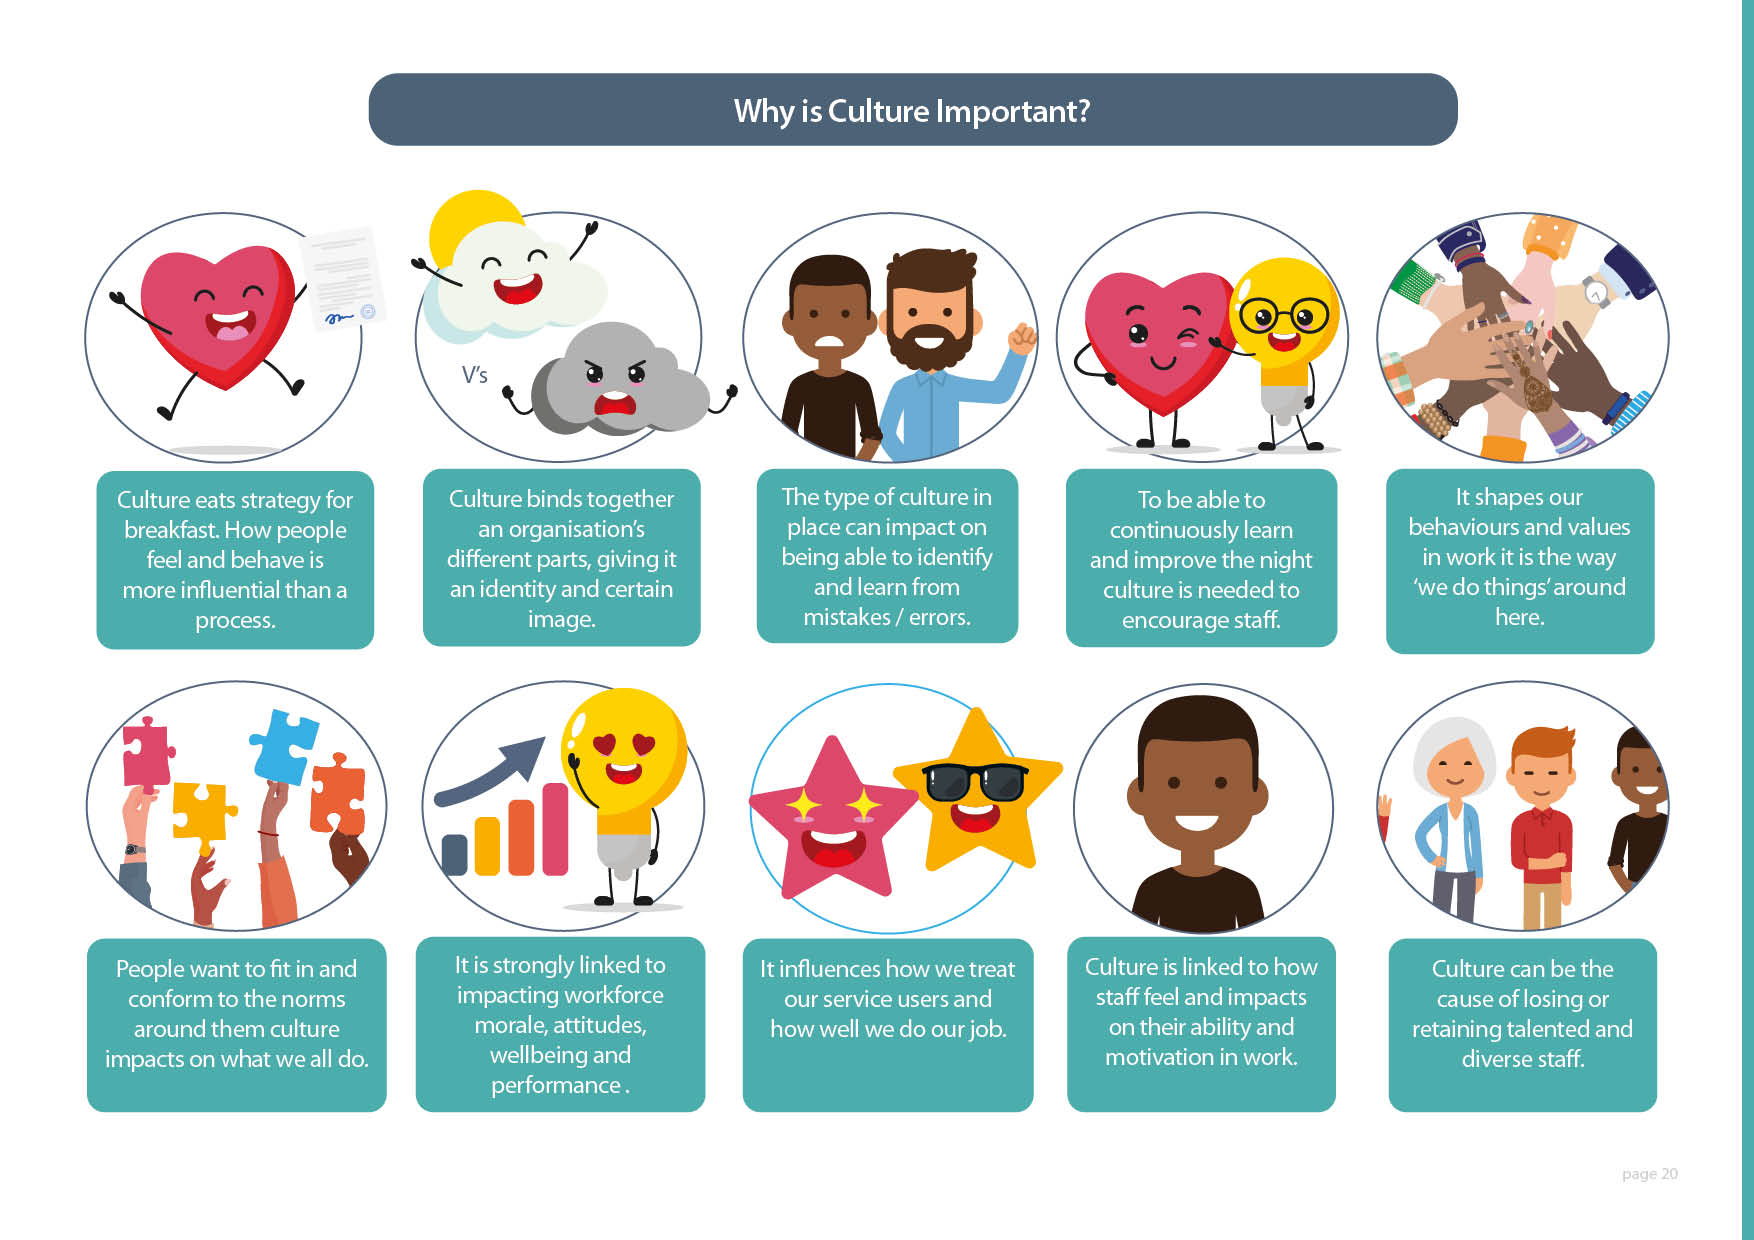 Why is Culture Important?
V's
Culture eats strategy for
breakfast. How people
feel and behave is
more influential than a
process.
Culture binds together
an organisation's
different parts, giving it
an identity and certain
image.
The type of culture in
place can impact on
being able to identify
and learn from
mistakes / errors.
To be able to
continuously learn
and improve the night
culture is needed to
encourage staff.
It shapes our
behaviours and values
in work it is the way
'we do things' around
here.
People want to fit in and
conform to the norms
around them culture
impacts on what we all do.
It is strongly linked to
impacting workforce
morale, attitudes,
wellbeing and
performance .
It influences how we treat
our service users and
how well we do our job.
Culture is linked to how
staff feel and impacts
on their ability and
motivation in work.
Culture can be the
cause of losing or
retaining talented and
diverse staff.
page 20